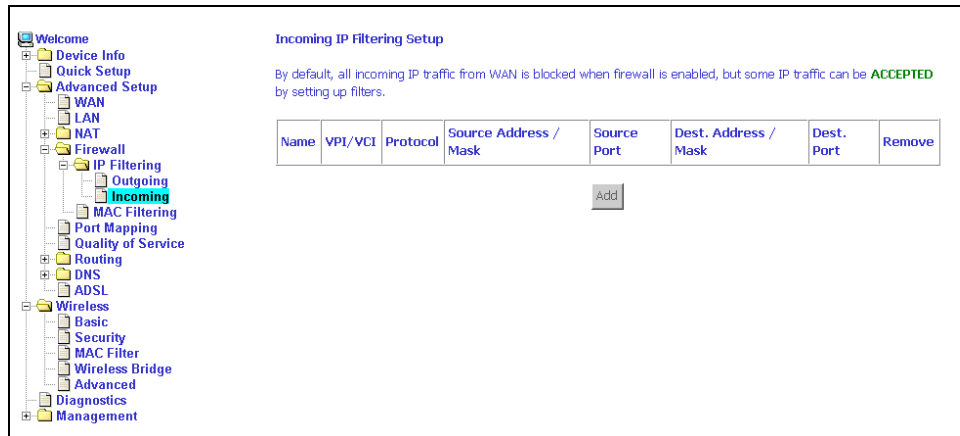 Welcome
Device Info
Quick Setup
Advanced Setup
WAN
LAN
NAT
Firewall
IP Filtering
Outgoing
Incoming
MAC Filtering
Port Mapping
Quality of Service
Routing
DNS
ADSL
Wireless
Basic
Security
MAC Filter
Wireless Bridge
Advanced
Diagnostics
Management
Incoming IP Filtering Setup
By default, all incoming IP traffic from WAN is blocked when firewall is enabled, but some IP traffic can be ACCEPTED
by setting up filters.
Name VPI/VCI Protocol Source Address / Mask Source Port Dest. Address / Mask Dest. Port Remove
Add